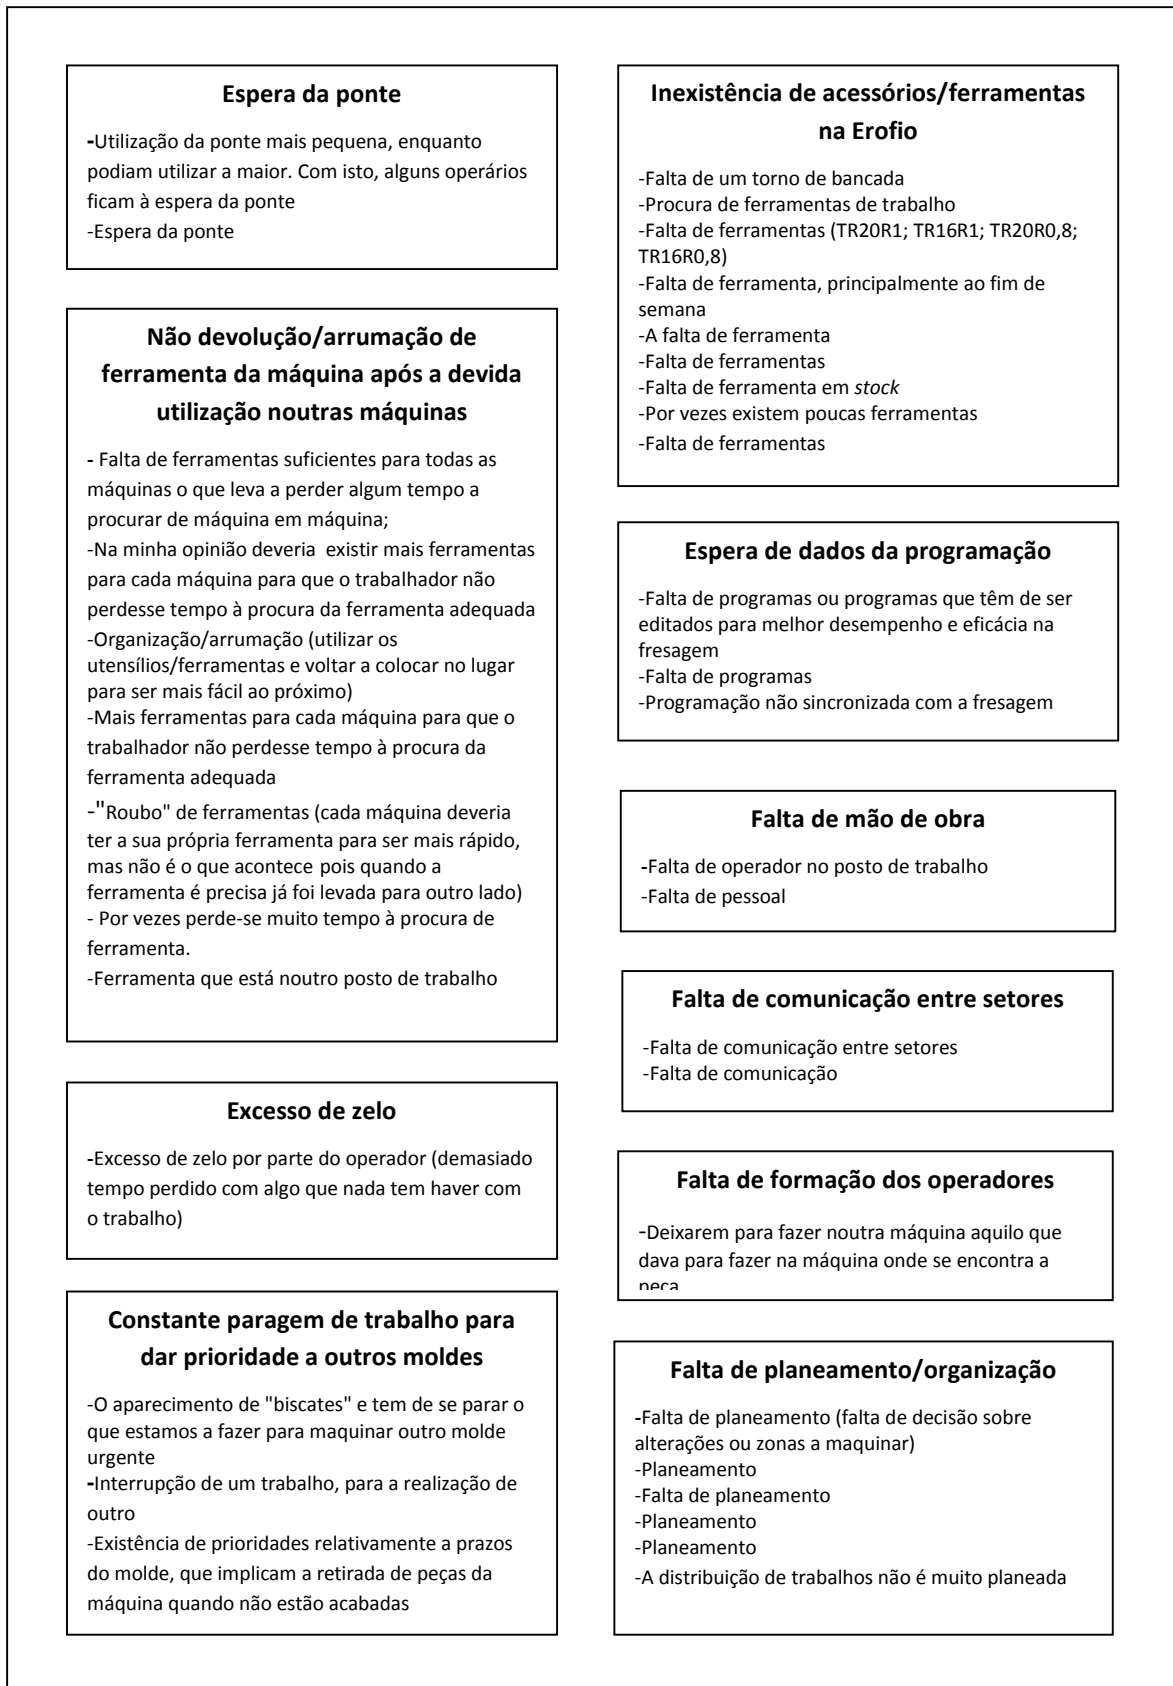 Espera da ponte
-Utilização da ponte mais pequena, enquanto
podiam utilizar a maior. Com isto, alguns operários
ficam à espera da ponte
-Espera da ponte
Não devolução/arrumação de
ferramenta da máquina após a devida
utilização noutras máquinas
- Falta de ferramentas suficientes para todas as
máquinas o que leva a perder algum tempo a
procurar de máquina em máquina;
-Na minha opinião deveria  existir mais ferramentas
para cada máquina para que o trabalhador não
perdesse tempo à procura da ferramenta adequada
-Organização/arrumação (utilizar os
utensílios/ferramentas e voltar a colocar no lugar
para ser mais fácil ao próximo)
-Mais ferramentas para cada máquina para que o
trabalhador não perdesse tempo à procura da
ferramenta adequada
-"Roubo" de ferramentas (cada máquina deveria
ter a sua própria ferramenta para ser mais rápido,
mas não é o que acontece pois quando a
ferramenta é precisa já foi levada para outro lado)
- Por vezes perde-se muito tempo à procura de
ferramenta.
-Ferramenta que está noutro posto de trabalho
Excesso de zelo
-Excesso de zelo por parte do operador (demasiado
tempo perdido com algo que nada tem haver com
o trabalho)
Constante paragem de trabalho para
dar prioridade a outros moldes
-O aparecimento de "biscates" e tem de se parar o
que estamos a fazer para maquinar outro molde
urgente
-Interrupção de um trabalho, para a realização de
outro
-Existência de prioridades relativamente a prazos
do molde, que implicam a retirada de peças da
máquina quando não estão acabadas
Inexistência de acessórios/ferramentas
na Erofio
-Falta de um torno de bancada
-Procura de ferramentas de trabalho
-Falta de ferramentas (TR20R1; TR16R1; TR20R0,8;
TR16R0,8)
-Falta de ferramenta, principalmente ao fim de
semana
-A falta de ferramenta
-Falta de ferramentas
-Falta de ferramenta em stock
-Por vezes existem poucas ferramentas
-Falta de ferramentas
Espera de dados da programação
-Falta de programas ou programas que têm de ser
editados para melhor desempenho e eficácia na
fresagem
-Falta de programas
-Programação não sincronizada com a fresagem
Falta de mão de obra
-Falta de operador no posto de trabalho
-Falta de pessoal
Falta de comunicação entre setores
-Falta de comunicação entre setores
-Falta de comunicação
Falta de formação dos operadores
-Deixarem para fazer noutra máquina aquilo que
dava para fazer na máquina onde se encontra a
peça
Falta de planeamento/organização
-Falta de planeamento (falta de decisão sobre
alterações ou zonas a maquinar)
-Planeamento
-Falta de planeamento
-Planeamento
-Planeamento
-A distribuição de trabalhos não é muito planeada